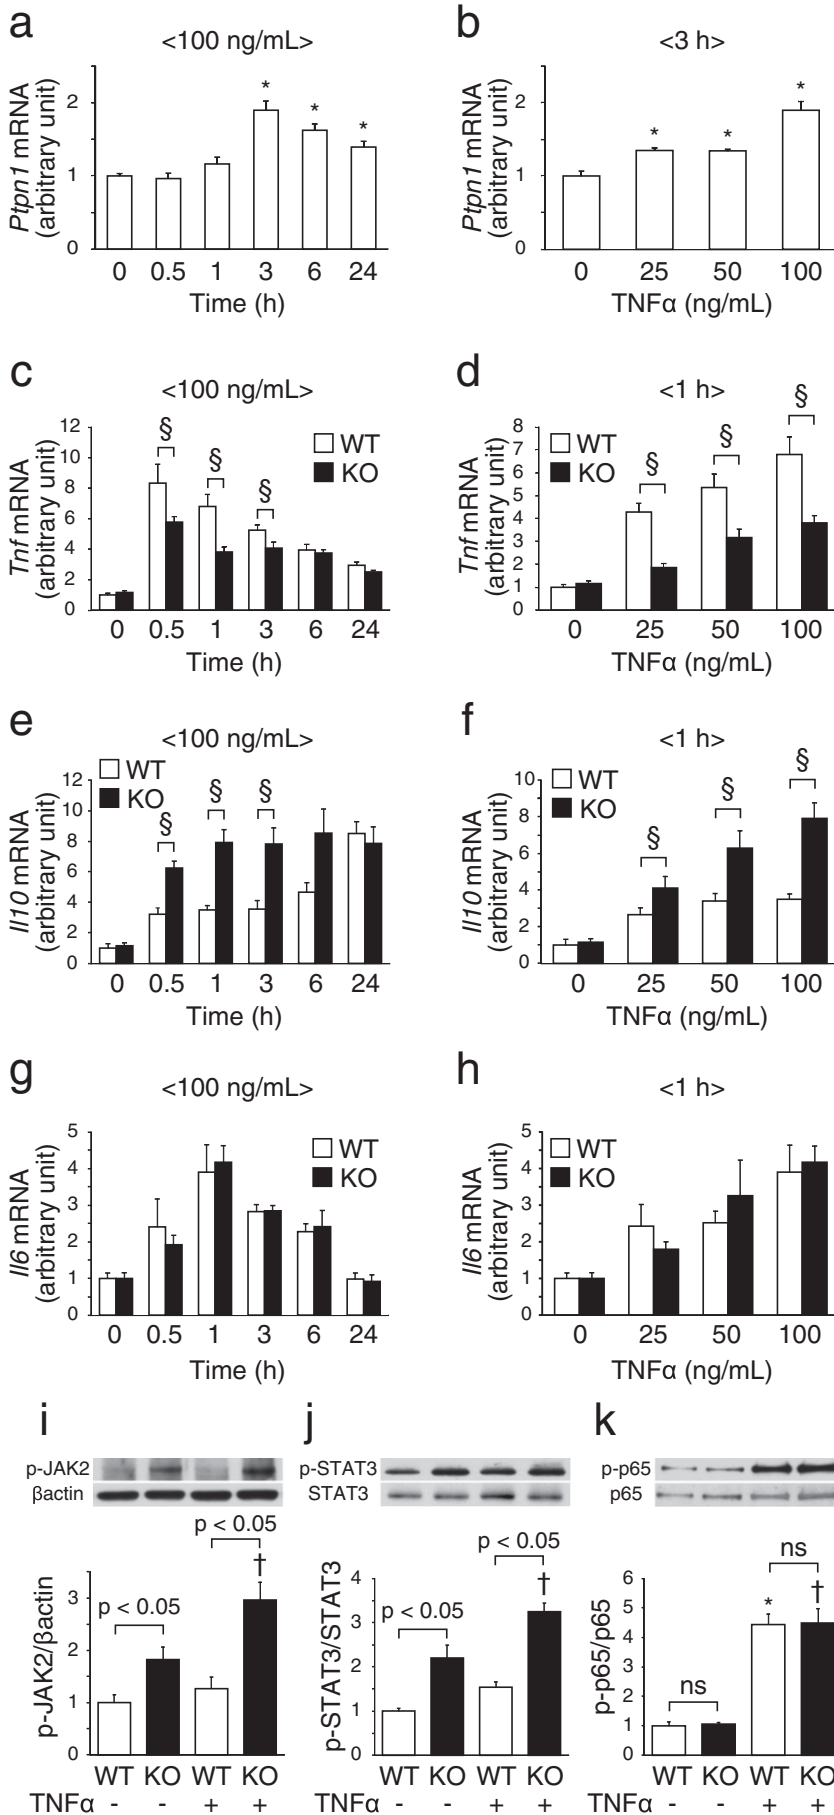 a
<100 ng/mL>
Ptpn1 mRNA
(arbitrary unit)
2
1
0
*
*
*
0 0.5 1 3 6 24
Time (h)
b
<3 h>
Ptpn1 mRNA
(arbitrary unit)
2
1
0
*
*
*
0 25 50 100
TNFα (ng/mL)
c
<100 ng/mL>
Tnf mRNA
(arbitrary unit)
12
10
8
6
4
2
0
§
§
§
WT
KO
0 0.5 1 3 6 24
Time (h)
d
<1 h>
Tnf mRNA
(arbitrary unit)
8
7
6
5
4
3
2
1
0
§
§
§
WT
KO
0 25 50 100
TNFα (ng/mL)
e
<100 ng/mL>
Il10 mRNA
(arbitrary unit)
12
10
8
6
4
2
0
WT
KO
§
§
§
0 0.5 1 3 6 24
Time (h)
f
<1 h>
Il10 mRNA
(arbitrary unit)
10
8
6
4
2
0
WT
KO
§
§
§
0 25 50 100
TNFα (ng/mL)
g
<100 ng/mL>
Il6 mRNA
(arbitrary unit)
5
4
3
2
1
0
WT
KO
0 0.5 1 3 6 24
Time (h)
h
<1 h>
Il6 mRNA
(arbitrary unit)
5
4
3
2
1
0
WT
KO
0 25 50 100
TNFα (ng/mL)
i
p-JAK2
βactin
p < 0.05
p < 0.05
†
p-JAK2/βactin
3
2
1
0
WT KO WT KO
TNFα - - + +
j
p-STAT3
STAT3
p < 0.05
p < 0.05
†
p-STAT3/STAT3
4
3
2
1
0
WT KO WT KO
- - + +
k
p-p65
p65
ns
ns
*
†
p-p65/p65
6
5
4
3
2
1
0
WT KO WT KO
- - + +